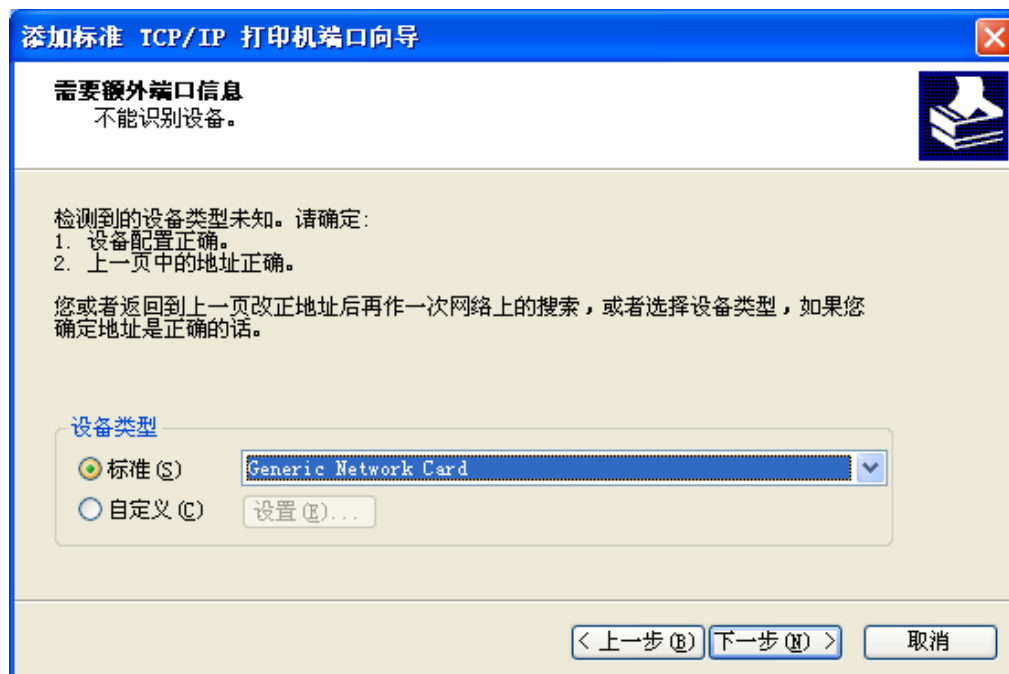 添加标准 TCP/IP 打印机端口向导
需要额外端口信息
不能识别设备。
检测到的设备类型未知。请确定:
1. 设备配置正确。
2. 上一页中的地址正确。
您或者返回到上一页改正地址后再作一次网络上的搜索，或者选择设备类型，如果您
确定地址是正确的话。
设备类型
标准(S) Generic Network Card
自定义(C) 设置(E)...
< 上一步(B) 下一步(N) > 取消